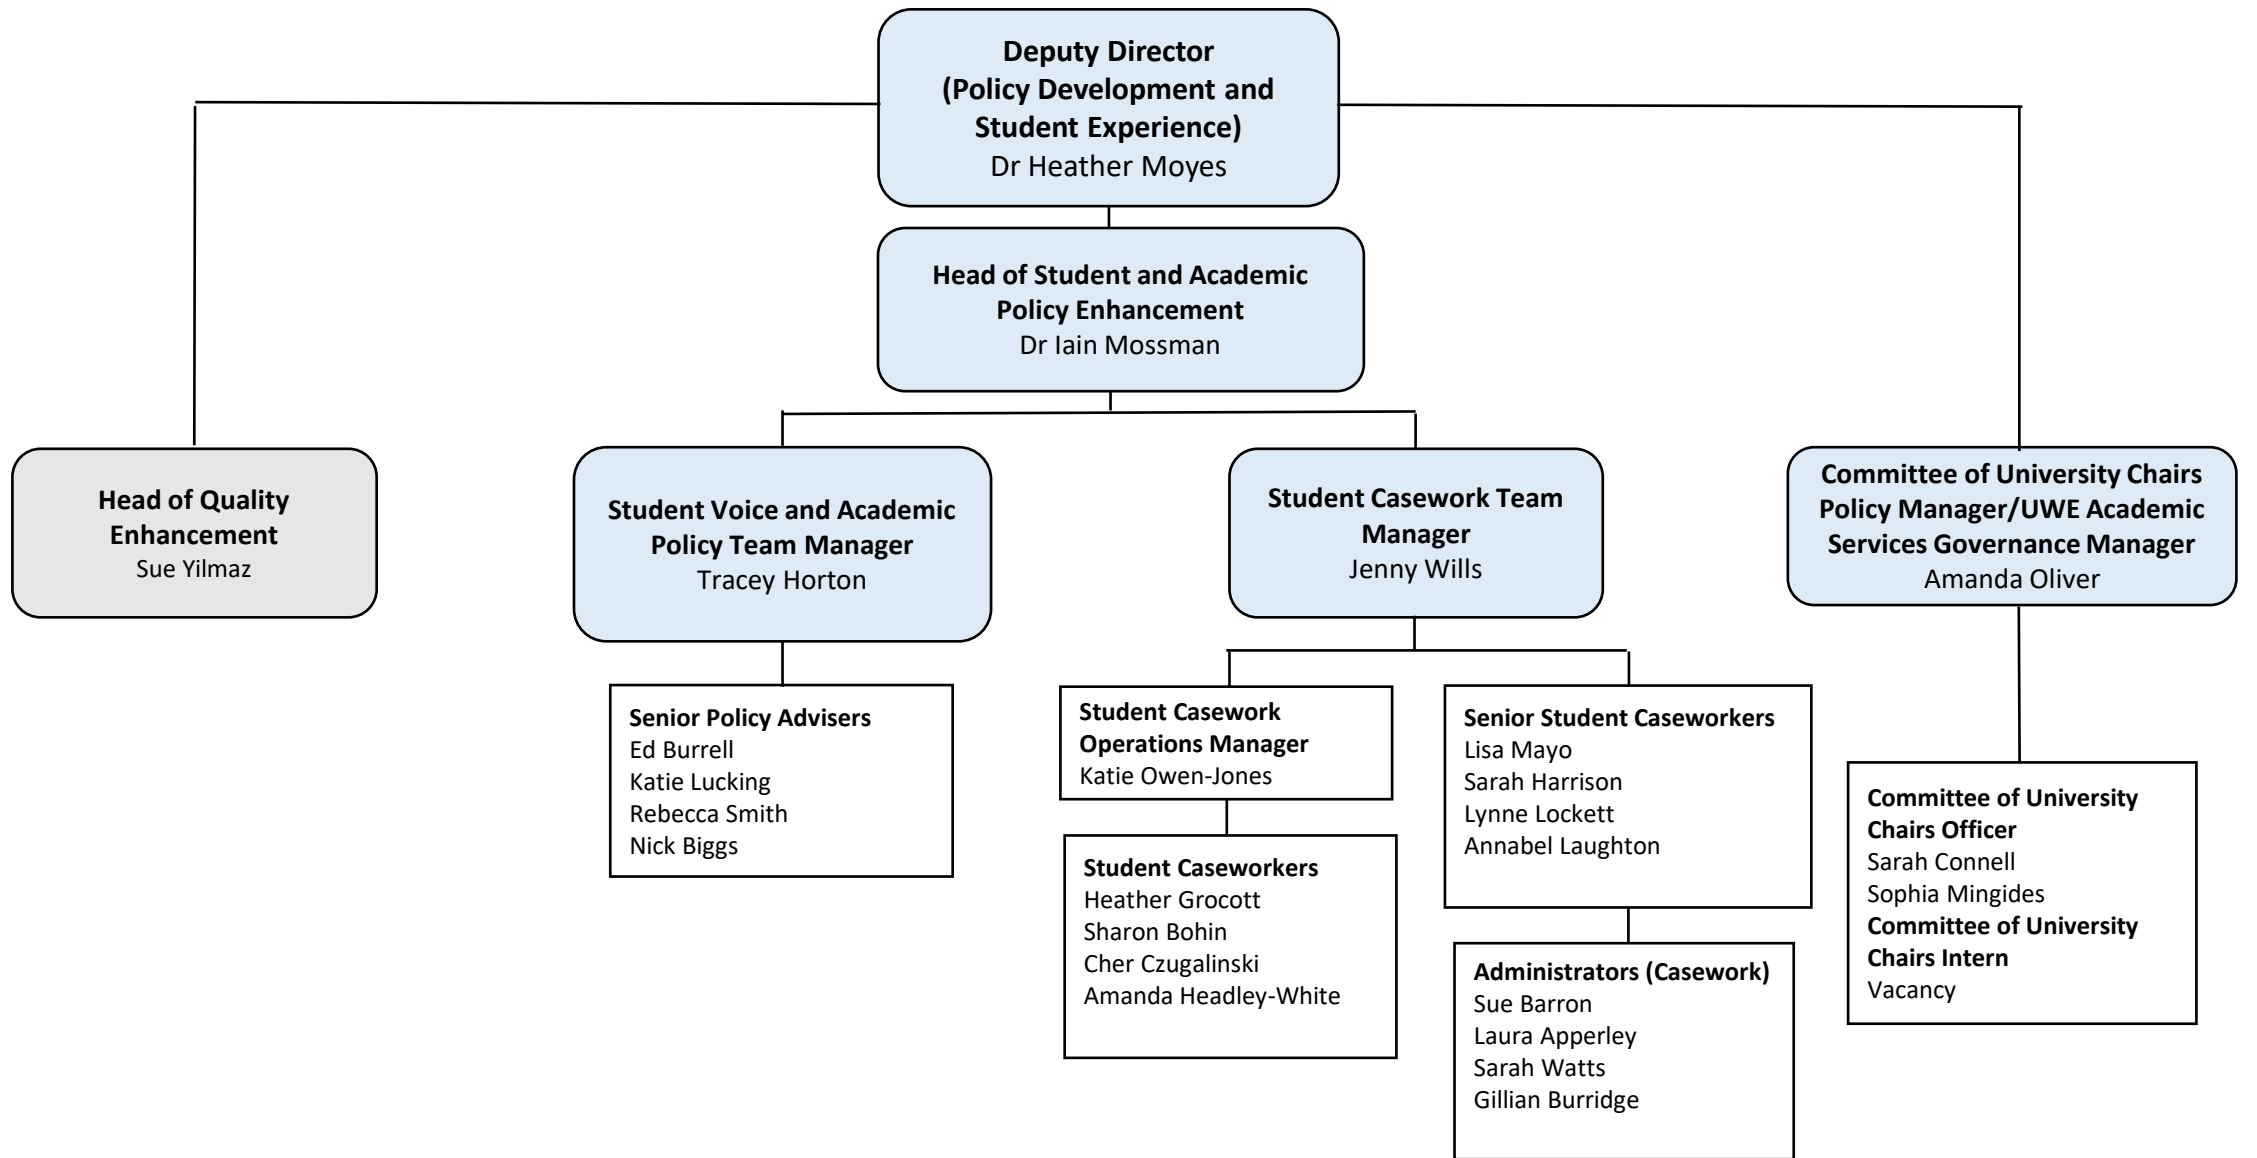 Deputy Director
(Policy Development and
Student Experience)
Dr Heather Moyes
Head of Student and Academic
Policy Enhancement
Dr Iain Mossman
Head of Quality
Enhancement
Sue Yilmaz
Student Voice and Academic
Policy Team Manager
Tracey Horton
Student Casework Team
Manager
Jenny Wills
Committee of University Chairs
Policy Manager/UWE Academic
Services Governance Manager
Amanda Oliver
Senior Policy Advisers
Ed Burrell
Katie Lucking
Rebecca Smith
Nick Biggs
Student Casework
Operations Manager
Katie Owen-Jones
Student Caseworkers
Heather Grocott
Sharon Bohin
Cher Czugalinski
Amanda Headley-White
Senior Student Caseworkers
Lisa Mayo
Sarah Harrison
Lynne Lockett
Annabel Laughton
Administrators (Casework)
Sue Barron
Laura Apperley
Sarah Watts
Gillian Burridge
Committee of University
Chairs Officer
Sarah Connell
Sophia Mingides
Committee of University
Chairs Intern
Vacancy